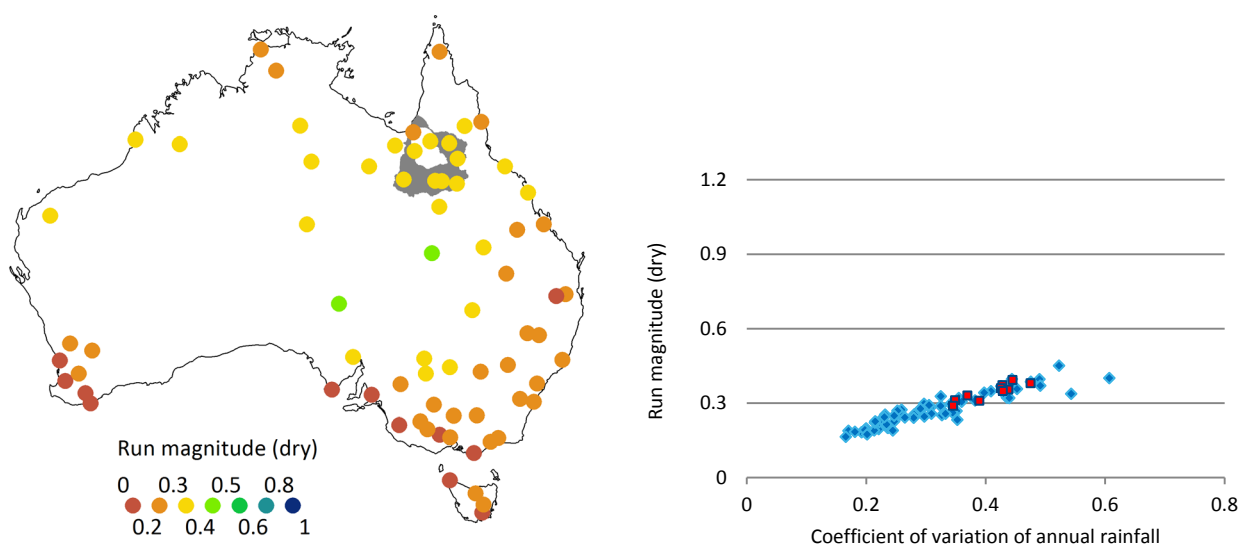 Run magnitude (dry)
0 0.3 0.5 0.8
0.2 0.4 0.6 1
Run magnitude (dry)
1.2
0.9
0.6
0.3
0
0 0.2 0.4 0.6 0.8
Coefficient of variation of annual rainfall